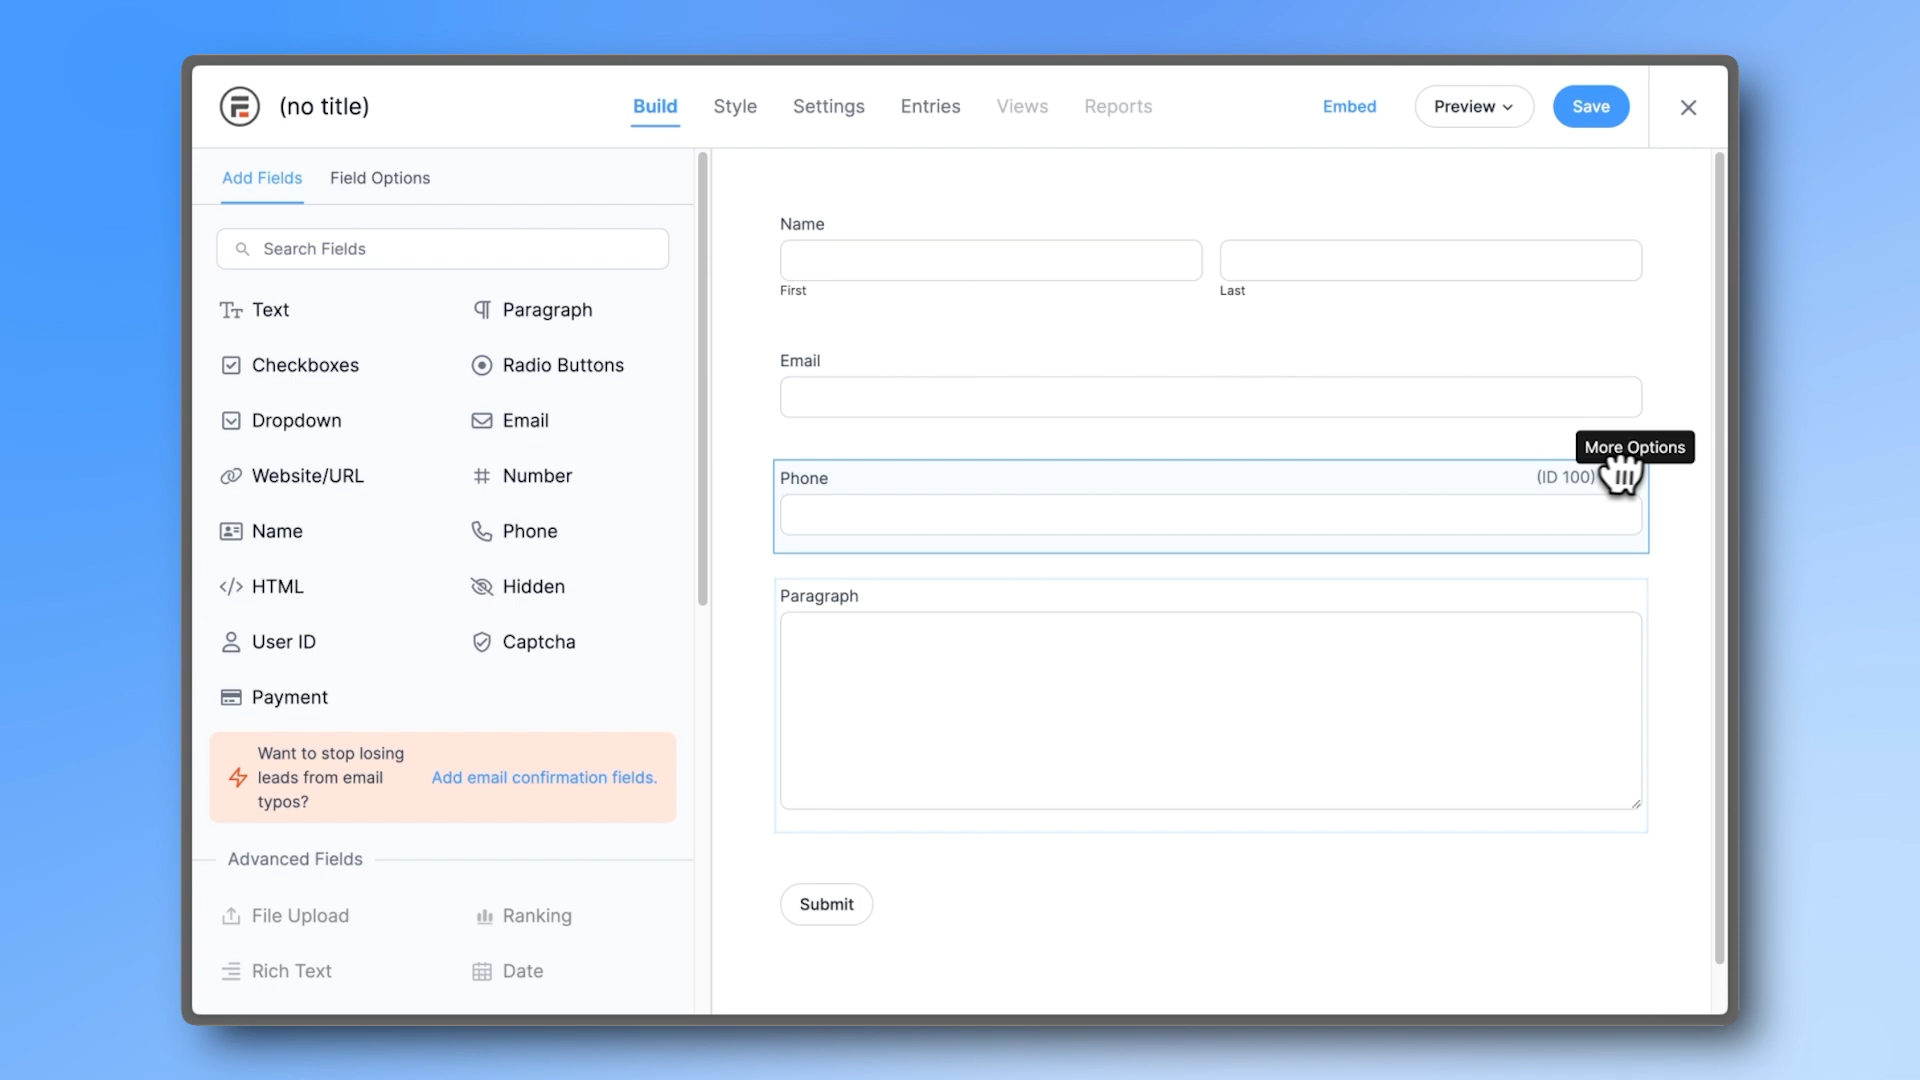 (no title)
Build
Style
Settings
Entries
Views
Reports
Embed
Preview
Save
Add Fields
Field Options
Search Fields
Text
Paragraph
Checkboxes
Radio Buttons
Dropdown
Email
Website/URL
Number
Name
Phone
HTML
Hidden
User ID
Captcha
Payment
Want to stop losing
leads from email
typos?
Add email confirmation fields.
Advanced Fields
File Upload
Ranking
Rich Text
Date
Name
First
Last
Email
More Options
Phone
(ID 100)
Paragraph
Submit